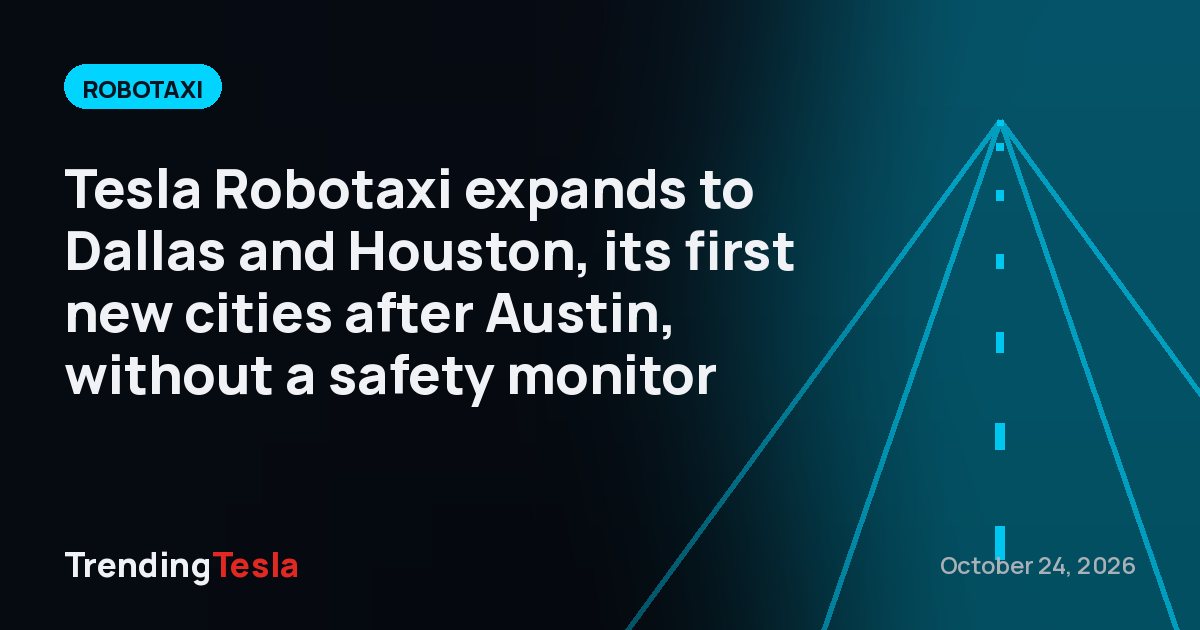 ROBOTAXI
Tesla Robotaxi expands to
Dallas and Houston, its first
new cities after Austin,
without a safety monitor
TrendingTesla
October 24, 2026